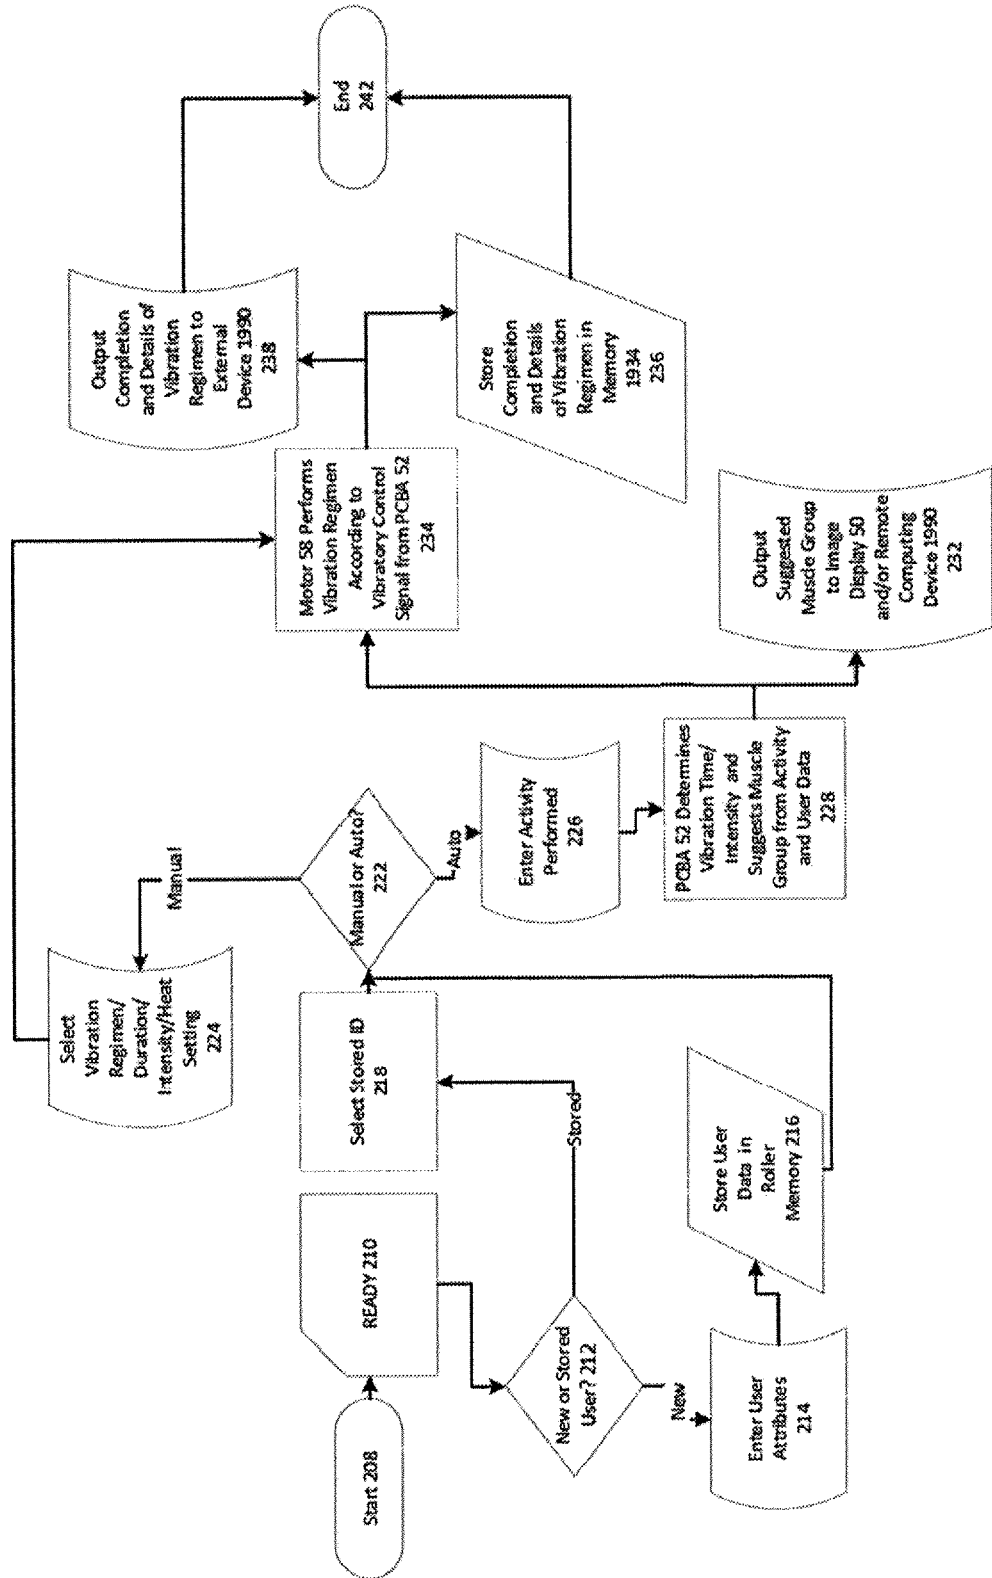 Start 208
READY 210
New or Stored
User? 212
New
Enter User
Attributes
214
Store User
Data in
Roller
Memory 216
Stored
Select Stored ID
218
Manual or Auto?
222
Manual
Select
Vibration
Regimen/
Duration/
Intensity/Heat
Setting
224
Auto
Enter Activity
Performed
226
PCBA 52 Determines
Vibration Time/
Intensity and
Suggests Muscle
Group from Activity
and User Data
228
Output
Suggested
Muscle Group
to Image
Display 50
and/or Remote
Computing
Device 1990
232
Motor 58 Performs
Vibration Regimen
According to
Vibratory Control
Signal from PCBA 52
234
Output
Completion
and Details of
Vibration
Regimen to
External
Device 1990
238
Store
Completion
and Details
of Vibration
Regimen in
Memory
1934
236
End
242